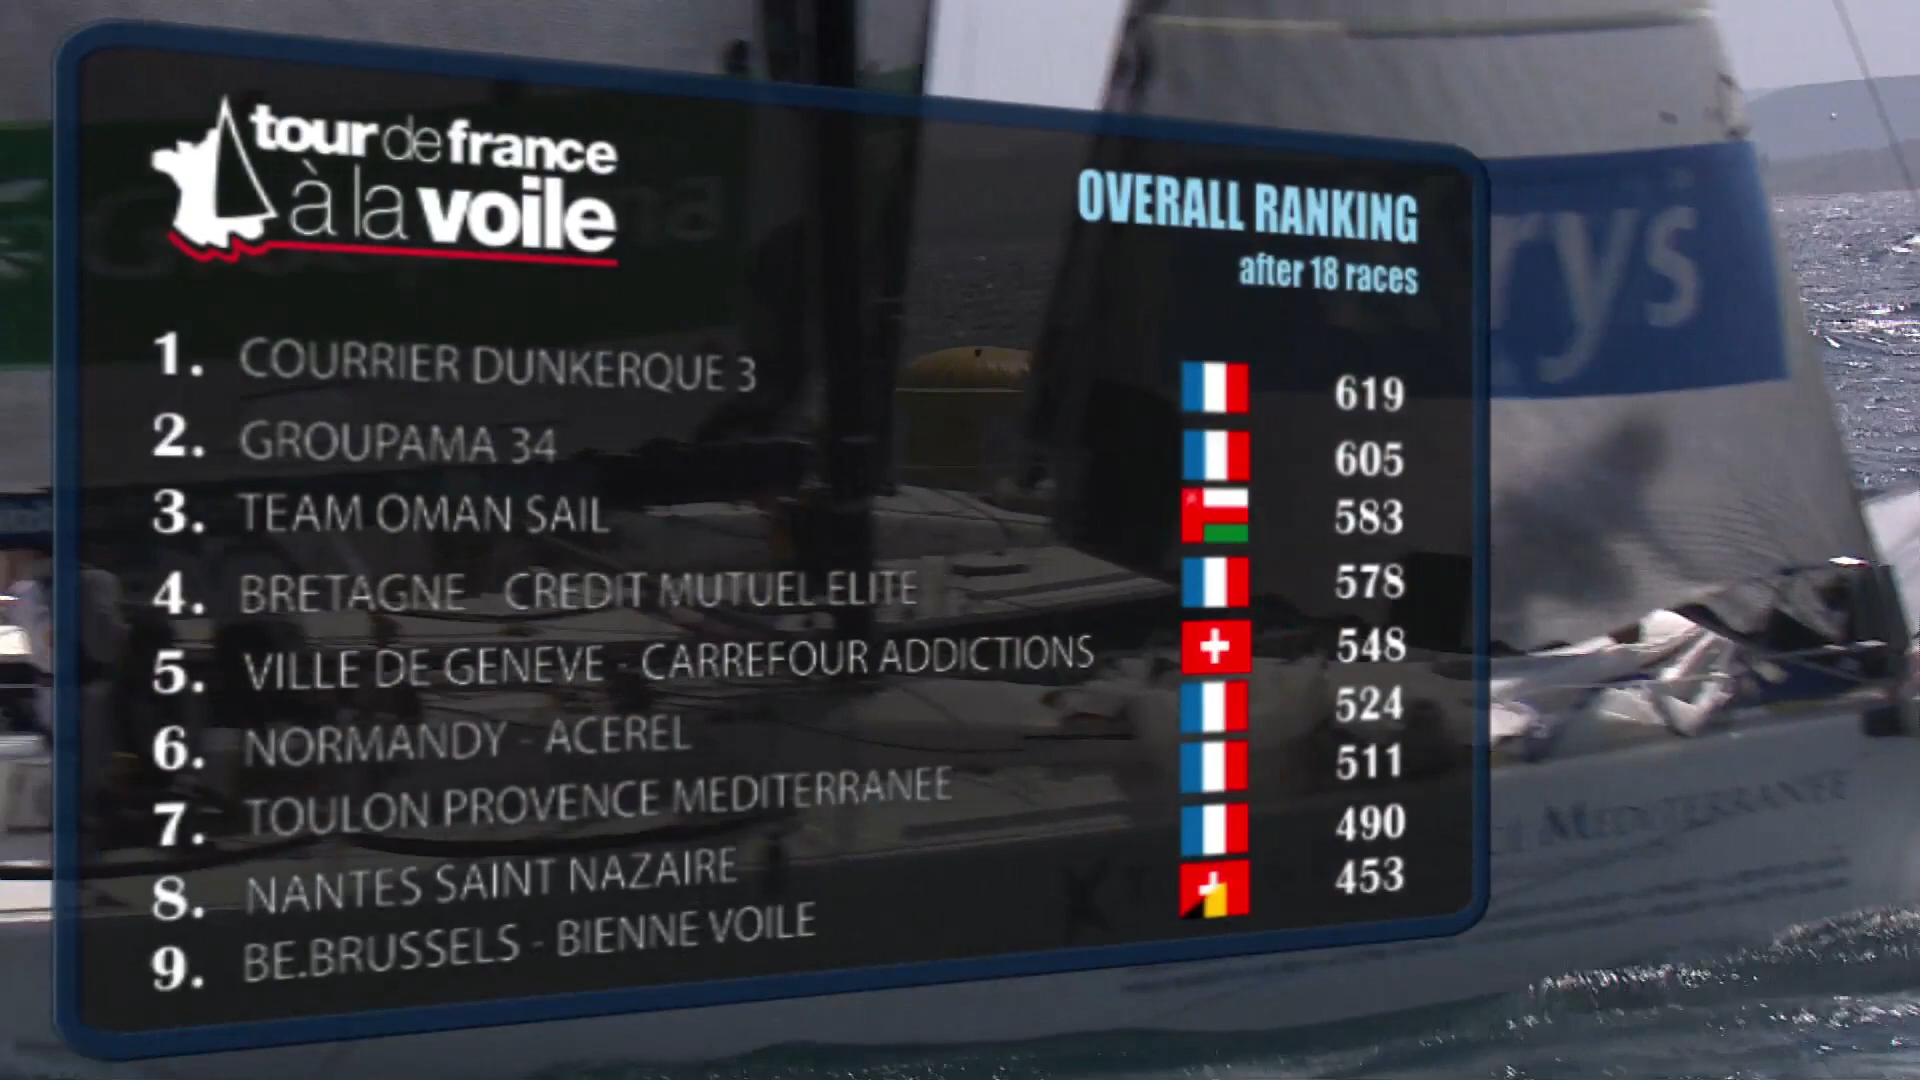 tour de france
à la voile
OVERALL RANKING
after 18 races
1. COURRIER DUNKERQUE 3 619
2. GROUPAMA 34 605
3. TEAM OMAN SAIL 583
4. BRETAGNE - CREDIT MUTUEL ELITE 578
5. VILLE DE GENEVE - CARREFOUR ADDICTIONS 548
6. NORMANDY - ACEREL 524
7. TOULON PROVENCE MEDITERRANEE 511
8. NANTES SAINT NAZAIRE 490
9. BE.BRUSSELS - BIENNE VOILE 453
rys
MEDITERRANEE